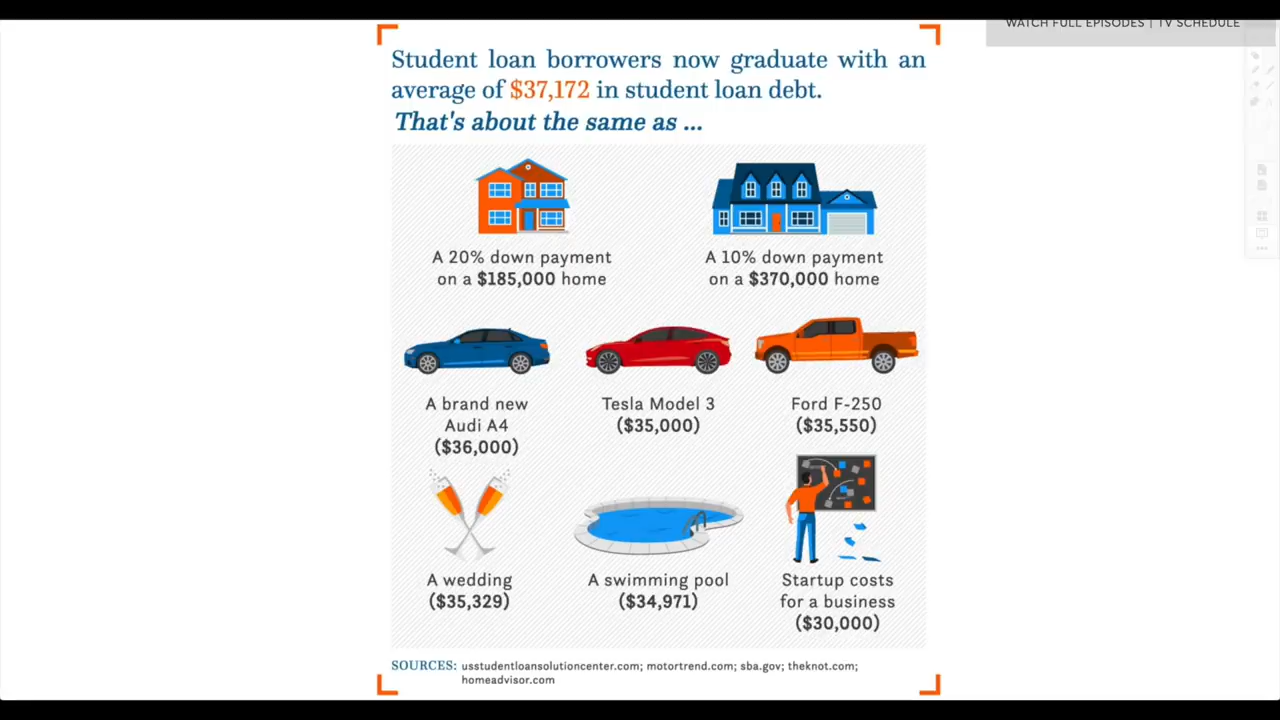 WATCH FULL EPISODES | TV SCHEDULE
Student loan borrowers now graduate with an
average of $37,172 in student loan debt.
That's about the same as ...
A 20% down payment
on a $185,000 home
A 10% down payment
on a $370,000 home
A brand new
Audi A4
($36,000)
Tesla Model 3
($35,000)
Ford F-250
($35,550)
A wedding
($35,329)
A swimming pool
($34,971)
Startup costs
for a business
($30,000)
SOURCES: usstudentloansolutioncenter.com; motortrend.com; sba.gov; theknot.com;
homeadvisor.com